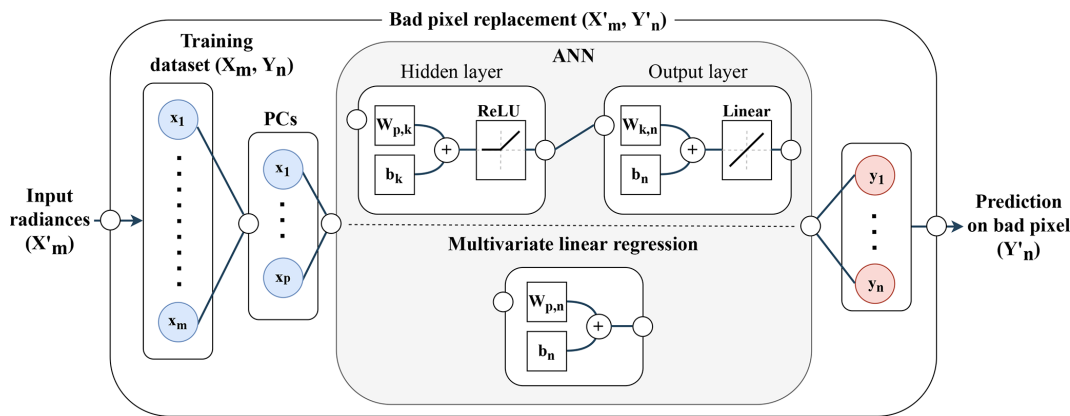 Bad pixel replacement (X'm, Y'n)
Training
dataset (Xm, Yn)
ANN
Hidden layer
Output layer
PCs
x1
xm
x1
xp
Wp,k
bk
+
ReLU
Wk,n
bn
+
Linear
Input
radiances
(X'm)
Multivariate linear regression
Wp,n
bn
+
y1
yn
Prediction
on bad pixel
(Y'n)